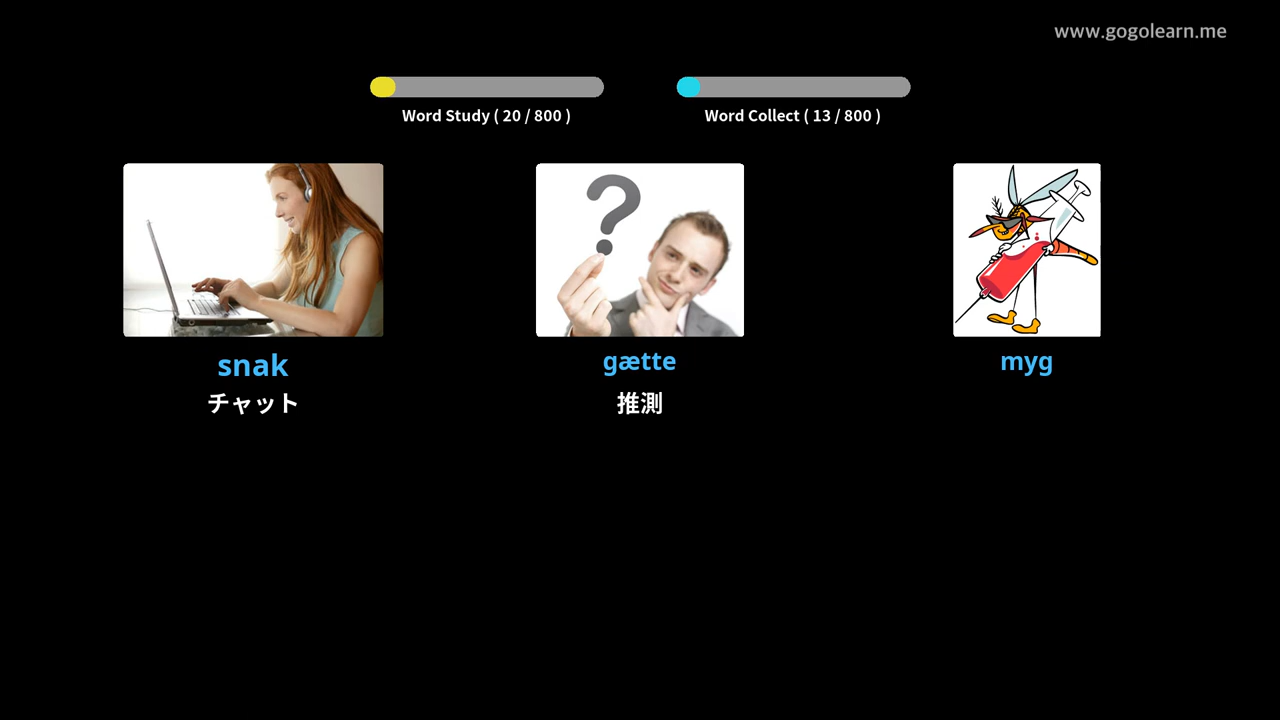 www.gogolearn.me
Word Study ( 20 / 800 )
Word Collect ( 13 / 800 )
snak
チャット
gætte
推測
myg